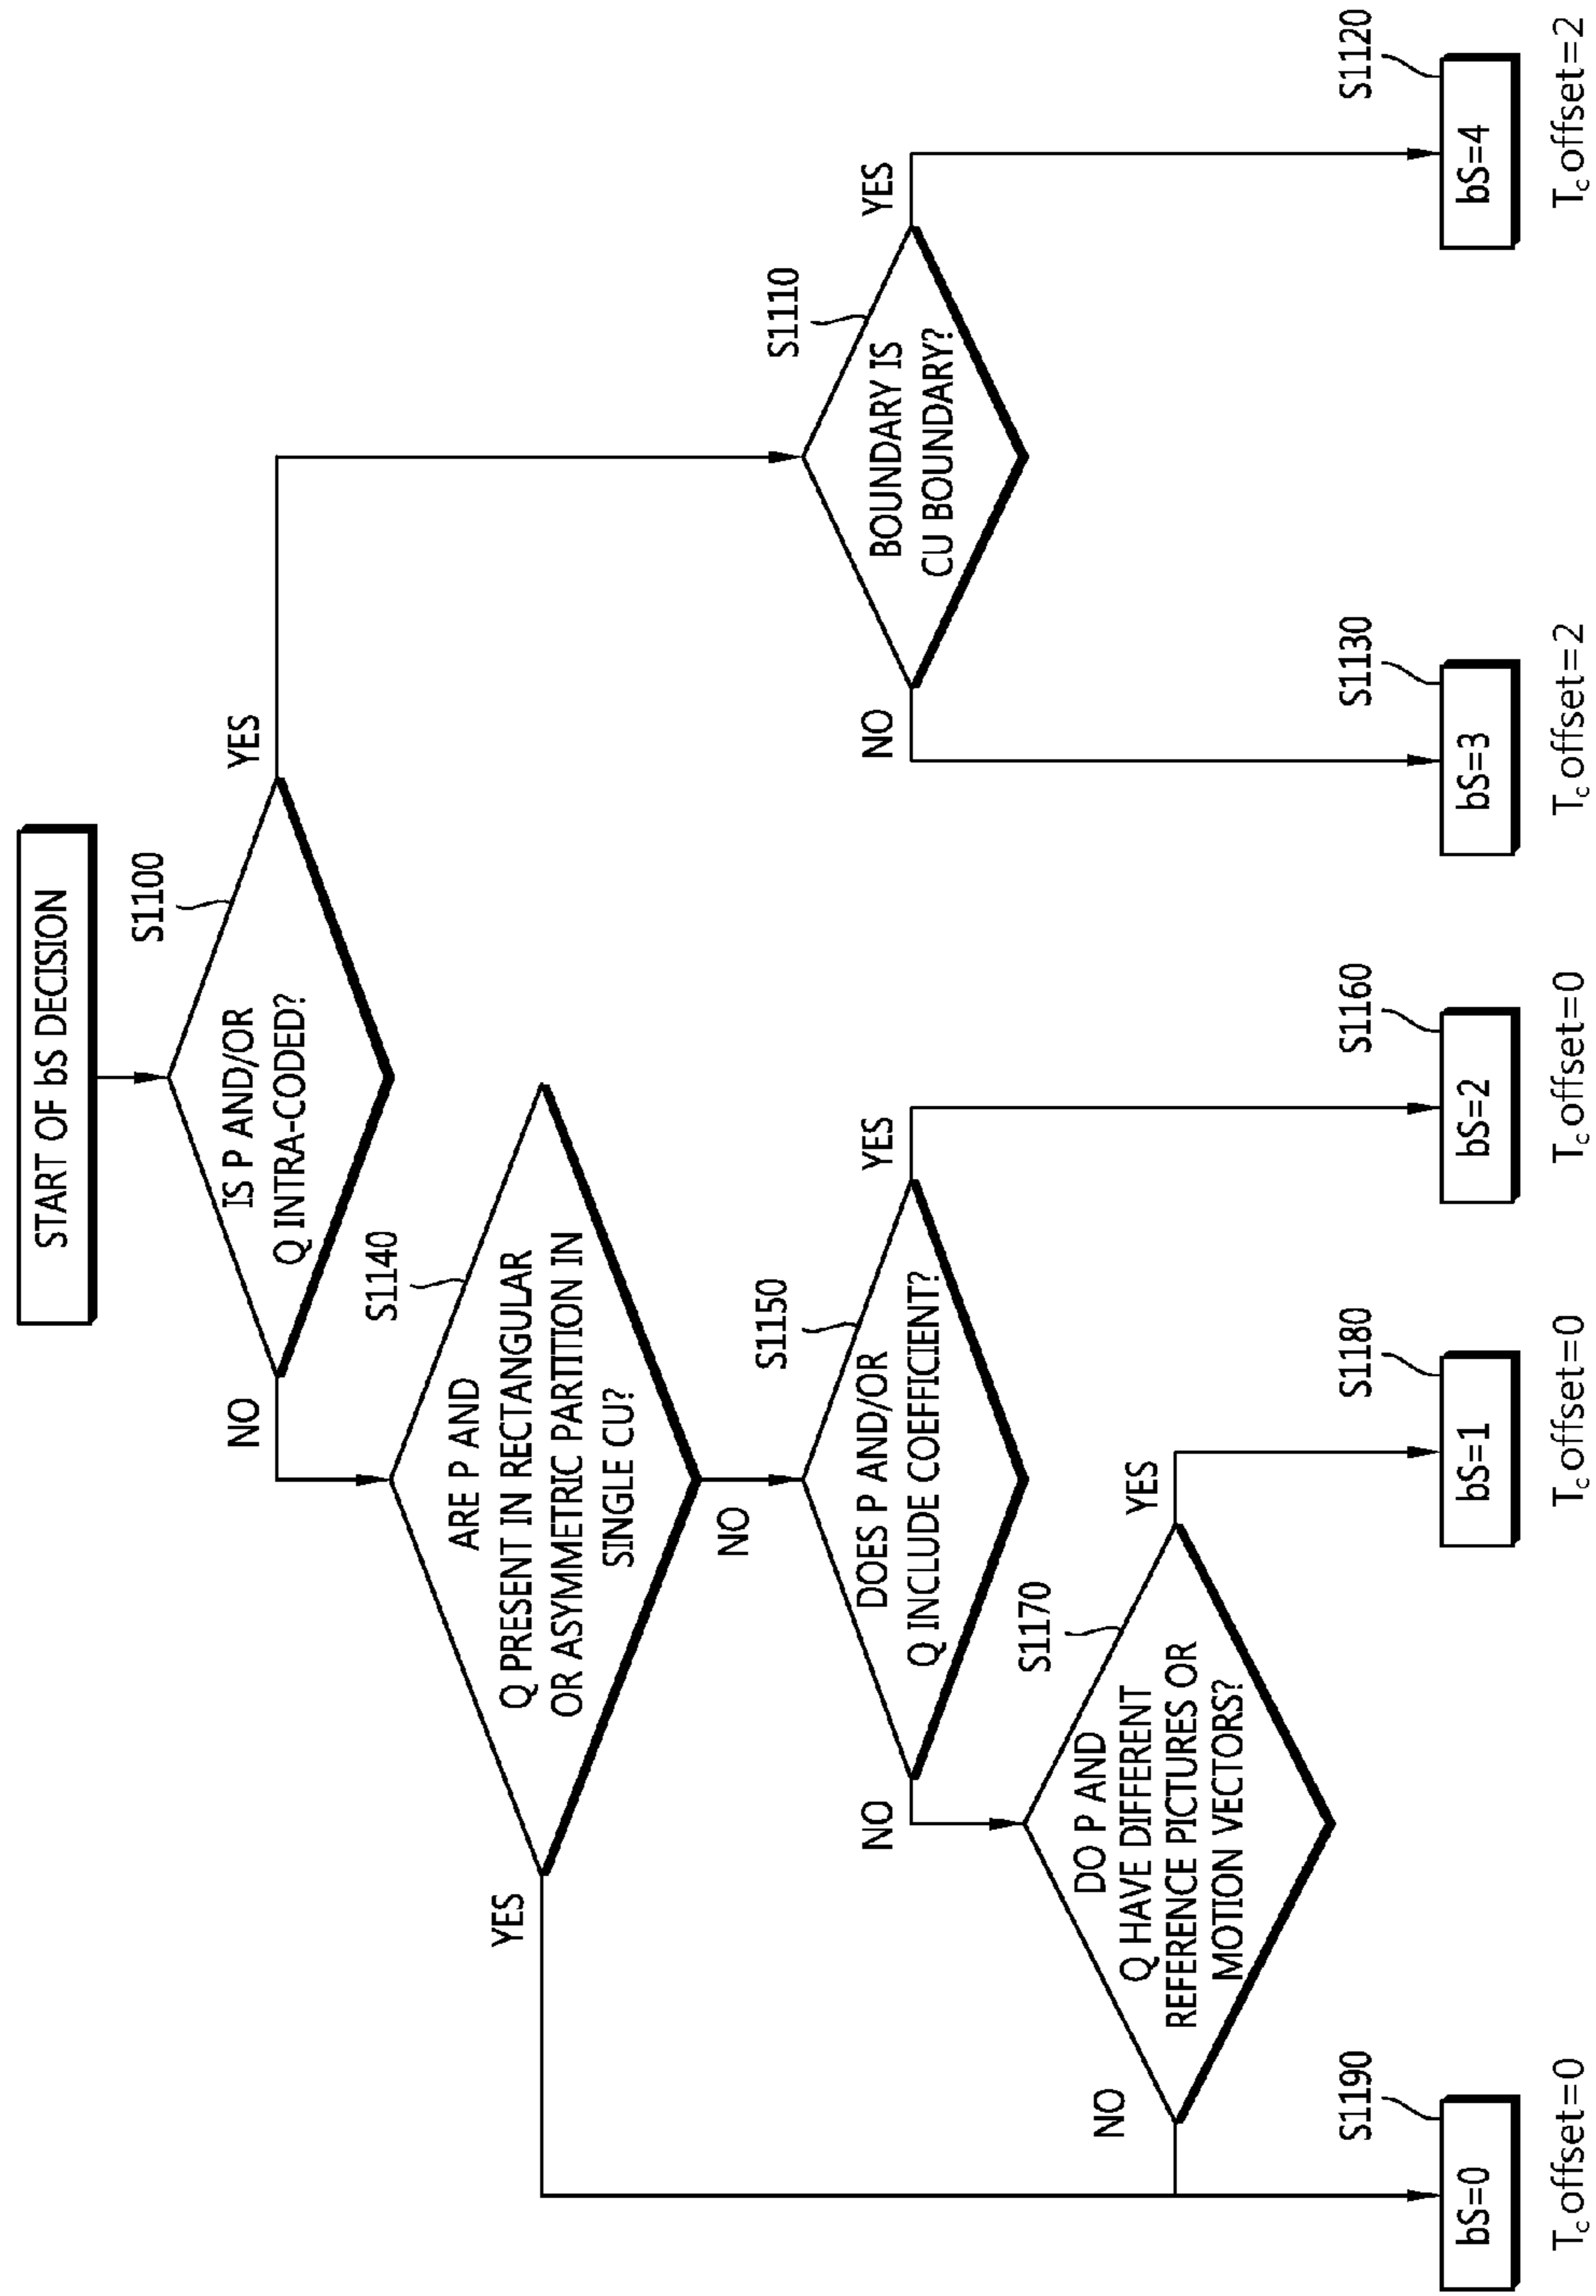 START OF bS DECISION
S1100
IS P AND/OR
Q INTRA-CODED?
NO
YES
S1140
ARE P AND
Q PRESENT IN RECTANGULAR
OR ASYMMETRIC PARTITION IN
SINGLE CU?
YES
NO
S1150
DOES P AND/OR
Q INCLUDE COEFFICIENT?
NO
YES
S1110
BOUNDARY IS
CU BOUNDARY?
NO
YES
S1170
DO P AND
Q HAVE DIFFERENT
REFERENCE PICTURES OR
MOTION VECTORS?
NO
YES
S1190
bS=0
Tc offset=0
S1180
bS=1
Tc offset=0
S1160
bS=2
Tc offset=0
S1130
bS=3
Tc offset=2
S1120
bS=4
Tc offset=2